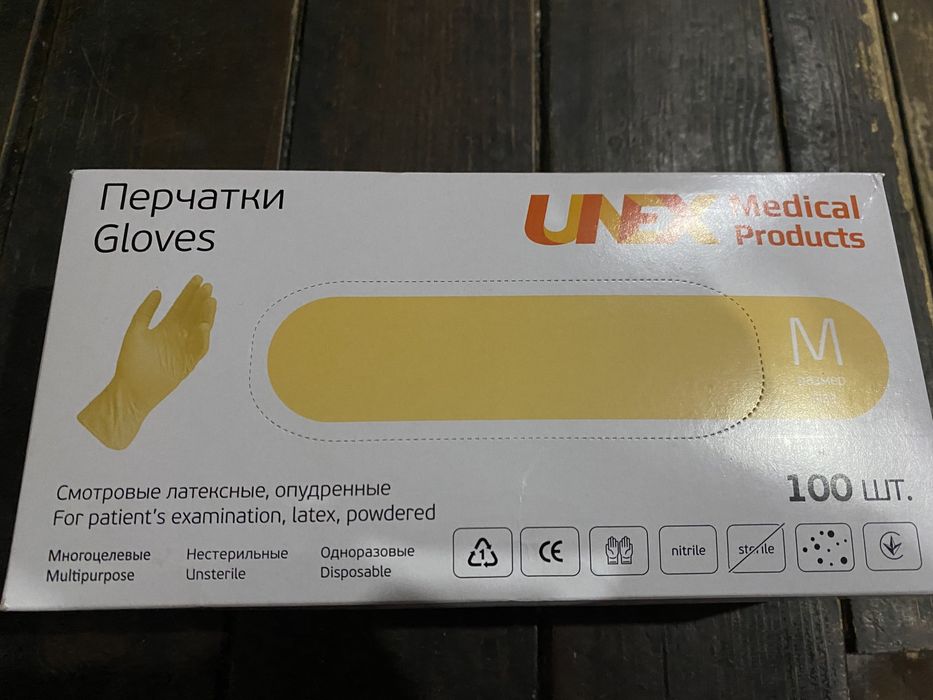 Перчатки
Gloves
UNEX Medical
Products
M
размер
100 шт.
Смотровые латексные, опудренные
For patient's examination, latex, powdered
Многоцелевые
Multipurpose
Нестерильные
Unsterile
Одноразовые
Disposable
1
CE
nitrile
sterile